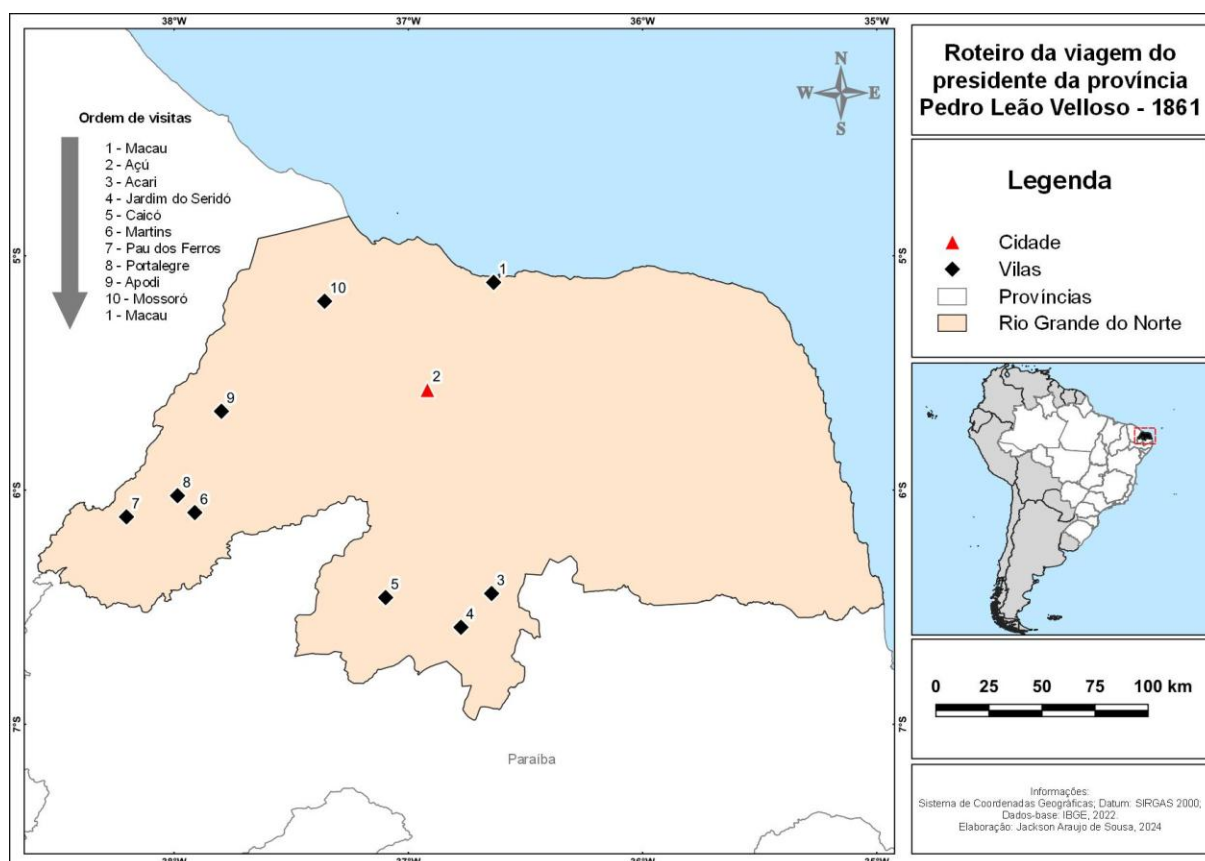 38°W
37°W
36°W
35°W
Ordem de visitas
1 - Macau
2 - Açú
3 - Acari
4 - Jardim do Seridó
5 - Caicó
6 - Martins
7 - Pau dos Ferros
8 - Portalegre
9 - Apodi
10 - Mossoró
1 - Macau
N
W
E
S
5°S
5°S
1
10
2
9
6°S
6°S
8
7
6
5
3
4
7°S
7°S
Paraíba
38°W
37°W
36°W
35°W
Roteiro da viagem do
presidente da província
Pedro Leão Velloso - 1861
Legenda
Cidade
Vilas
Províncias
Rio Grande do Norte
0 25 50 75 100 km
Informações:
Sistema de Coordenadas Geográficas; Datum: SIRGAS 2000;
Dados-base: IBGE, 2022.
Elaboração: Jackson Araujo de Sousa, 2024